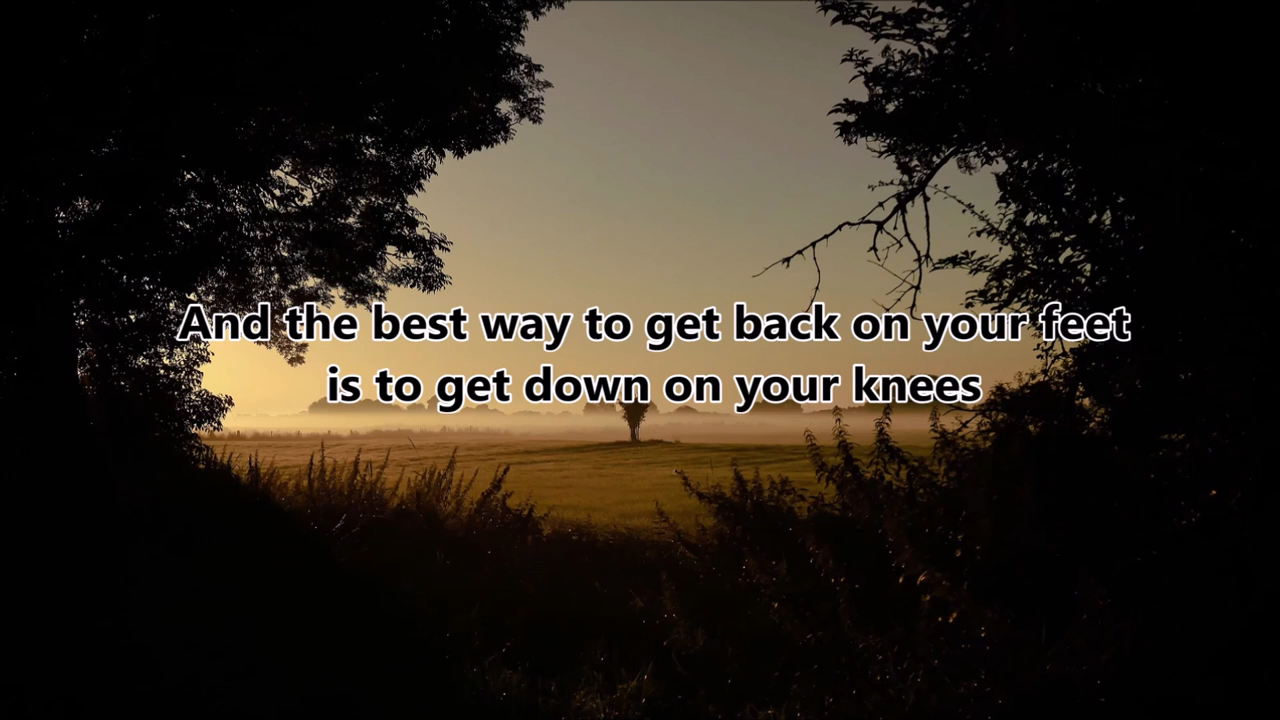 And the best way to get back on your feet
is to get down on your knees